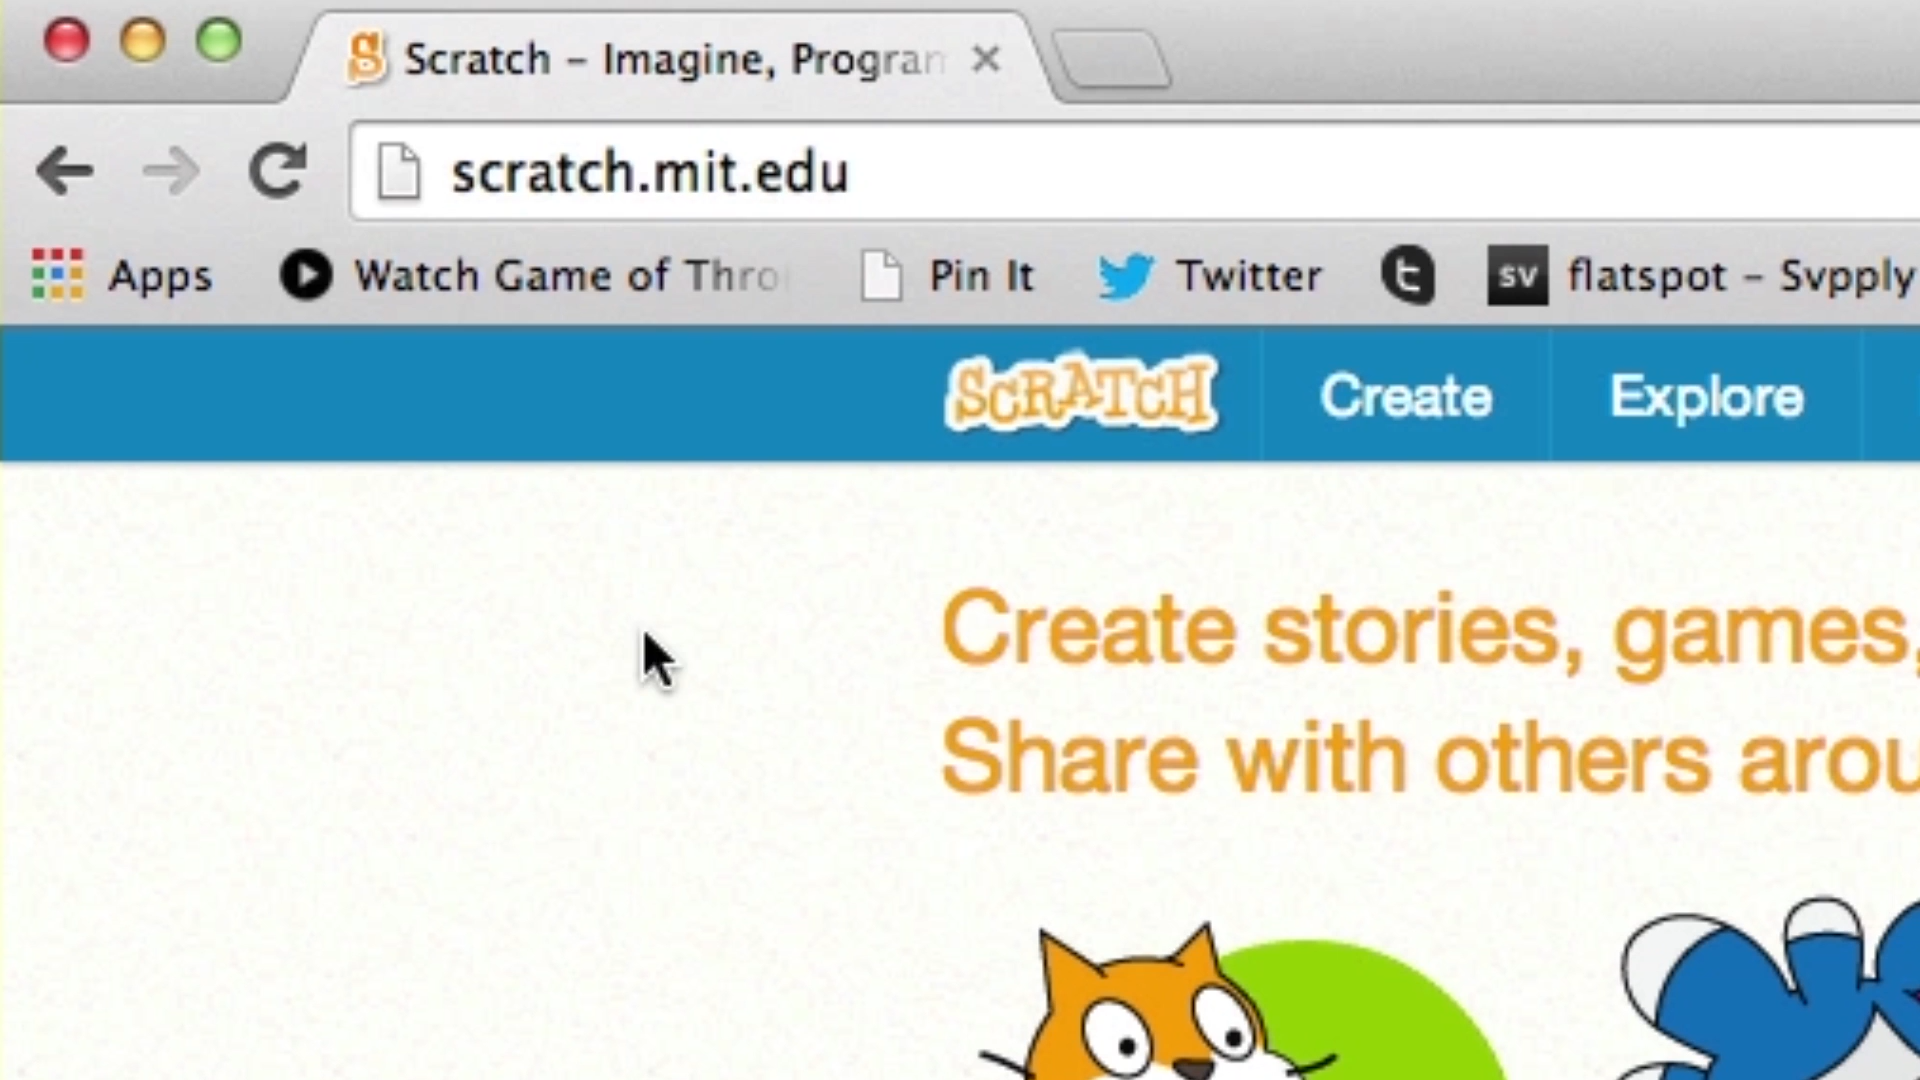 Scratch – Imagine, Program
scratch.mit.edu
Apps Watch Game of Thro Pin It Twitter t sv flatspot – Svpply
SCRATCH Create Explore
Create stories, games,
Share with others arou